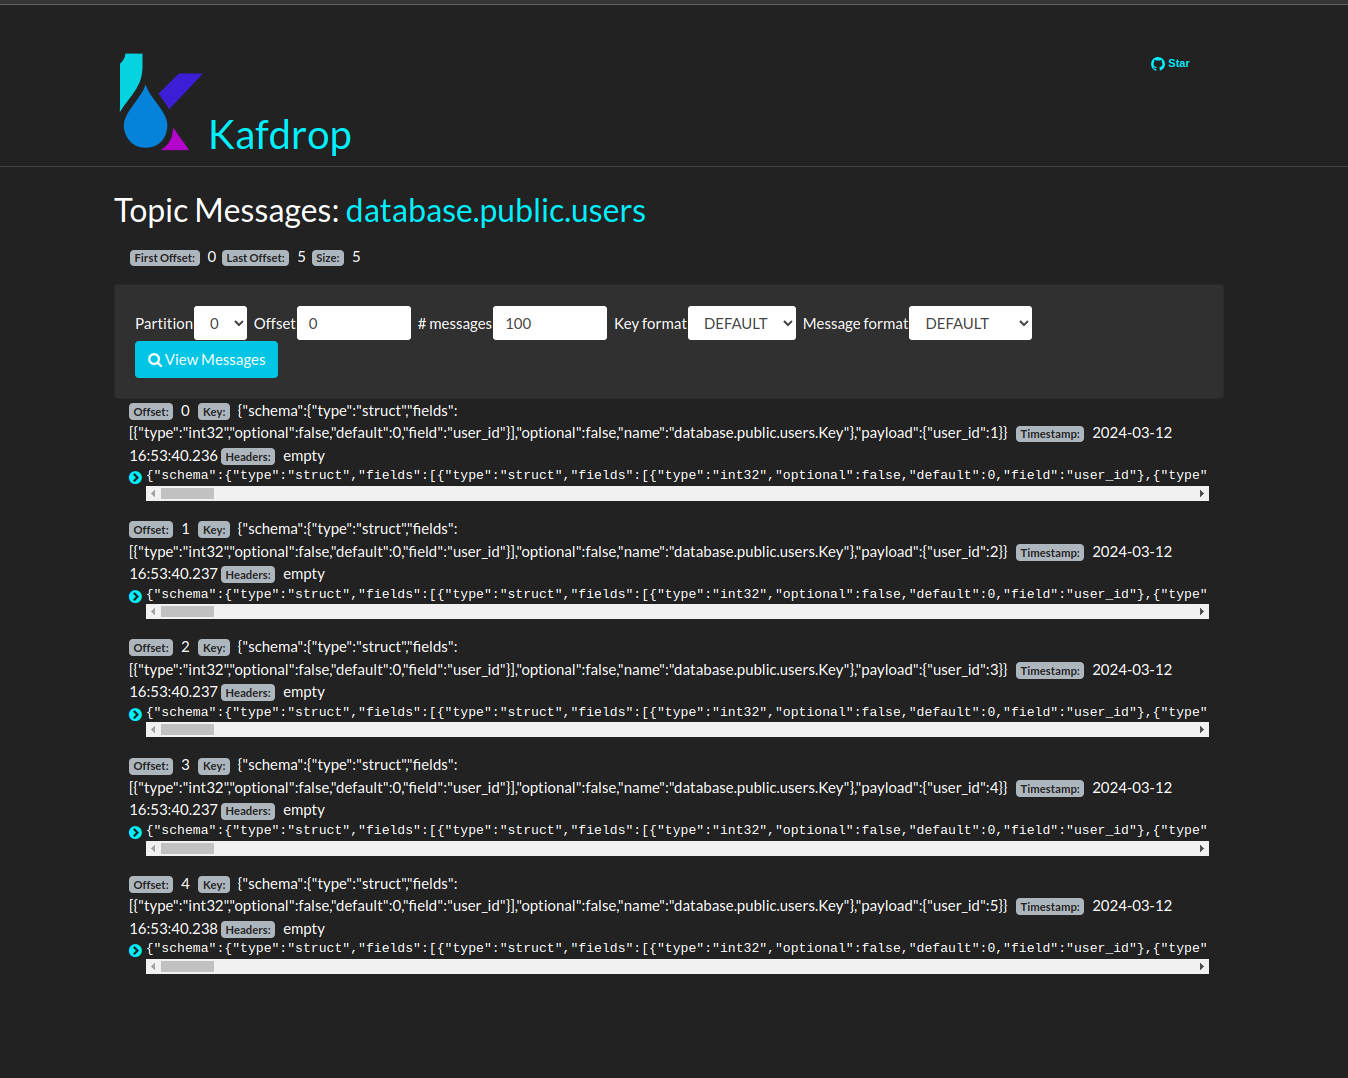 Star
Kafdrop
Topic Messages: database.public.users
First Offset: 0 Last Offset: 5 Size: 5
Partition 0 Offset 0 # messages 100 Key format DEFAULT Message format DEFAULT
View Messages
Offset: 0 Key: {"schema":{"type":"struct","fields":
[{"type":"int32","optional":false,"default":0,"field":"user_id"}],"optional":false,"name":"database.public.users.Key"},"payload":{"user_id":1}} Timestamp: 2024-03-12
16:53:40.236 Headers: empty
{"schema":{"type":"struct","fields":[{"type":"struct","fields":[{"type":"int32","optional":false,"default":0,"field":"user_id"},{"type"
Offset: 1 Key: {"schema":{"type":"struct","fields":
[{"type":"int32","optional":false,"default":0,"field":"user_id"}],"optional":false,"name":"database.public.users.Key"},"payload":{"user_id":2}} Timestamp: 2024-03-12
16:53:40.237 Headers: empty
{"schema":{"type":"struct","fields":[{"type":"struct","fields":[{"type":"int32","optional":false,"default":0,"field":"user_id"},{"type"
Offset: 2 Key: {"schema":{"type":"struct","fields":
[{"type":"int32","optional":false,"default":0,"field":"user_id"}],"optional":false,"name":"database.public.users.Key"},"payload":{"user_id":3}} Timestamp: 2024-03-12
16:53:40.237 Headers: empty
{"schema":{"type":"struct","fields":[{"type":"struct","fields":[{"type":"int32","optional":false,"default":0,"field":"user_id"},{"type"
Offset: 3 Key: {"schema":{"type":"struct","fields":
[{"type":"int32","optional":false,"default":0,"field":"user_id"}],"optional":false,"name":"database.public.users.Key"},"payload":{"user_id":4}} Timestamp: 2024-03-12
16:53:40.237 Headers: empty
{"schema":{"type":"struct","fields":[{"type":"struct","fields":[{"type":"int32","optional":false,"default":0,"field":"user_id"},{"type"
Offset: 4 Key: {"schema":{"type":"struct","fields":
[{"type":"int32","optional":false,"default":0,"field":"user_id"}],"optional":false,"name":"database.public.users.Key"},"payload":{"user_id":5}} Timestamp: 2024-03-12
16:53:40.238 Headers: empty
{"schema":{"type":"struct","fields":[{"type":"struct","fields":[{"type":"int32","optional":false,"default":0,"field":"user_id"},{"type"